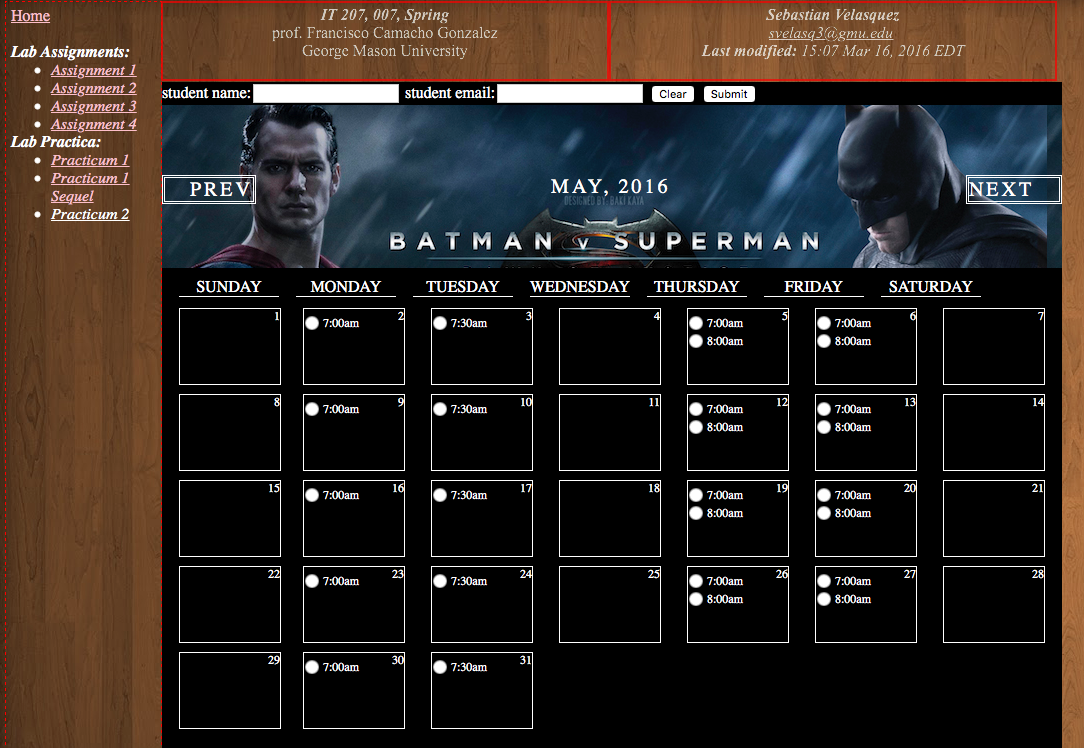 Home
Lab Assignments:
Assignment 1
Assignment 2
Assignment 3
Assignment 4
Lab Practica:
Practicum 1
Practicum 1
Sequel
Practicum 2
IT 207, 007, Spring
prof. Francisco Camacho Gonzalez
George Mason University
Sebastian Velasquez
svelasq3@gmu.edu
Last modified: 15:07 Mar 16, 2016 EDT
student name: student email: Clear Submit
PREV MAY, 2016 NEXT
DESIGNED BY: BAKI KAYA
BATMAN v SUPERMAN
SUNDAY MONDAY TUESDAY WEDNESDAY THURSDAY FRIDAY SATURDAY
1 2 3 4 5 6 7
7:00am 7:30am 7:00am 7:00am
8:00am 8:00am
8 9 10 11 12 13 14
7:00am 7:30am 7:00am 7:00am
8:00am 8:00am
15 16 17 18 19 20 21
7:00am 7:30am 7:00am 7:00am
8:00am 8:00am
22 23 24 25 26 27 28
7:00am 7:30am 7:00am 7:00am
8:00am 8:00am
29 30 31
7:00am 7:30am